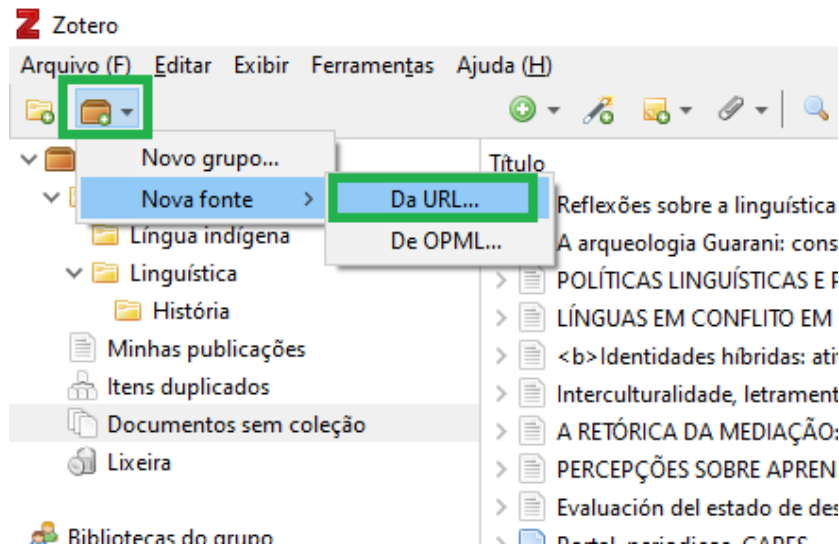 Zotero
Arquivo (F) Editar Exibir Ferramentas Ajuda (H)
Novo grupo...
Nova fonte
Da URL...
De OPML...
Língua indígena
Linguística
História
Minhas publicações
Itens duplicados
Documentos sem coleção
Lixeira
Bibliotecas do grupo
Título
Reflexões sobre a linguística
A arqueologia Guarani: cons
POLÍTICAS LINGUÍSTICAS E P
LÍNGUAS EM CONFLITO EM
<b>Identidades híbridas: ati
Interculturalidade, letrament
A RETÓRICA DA MEDIAÇÃO:
PERCEPÇÕES SOBRE APREN
Evaluación del estado de des
Portal .periodicos. CAPES